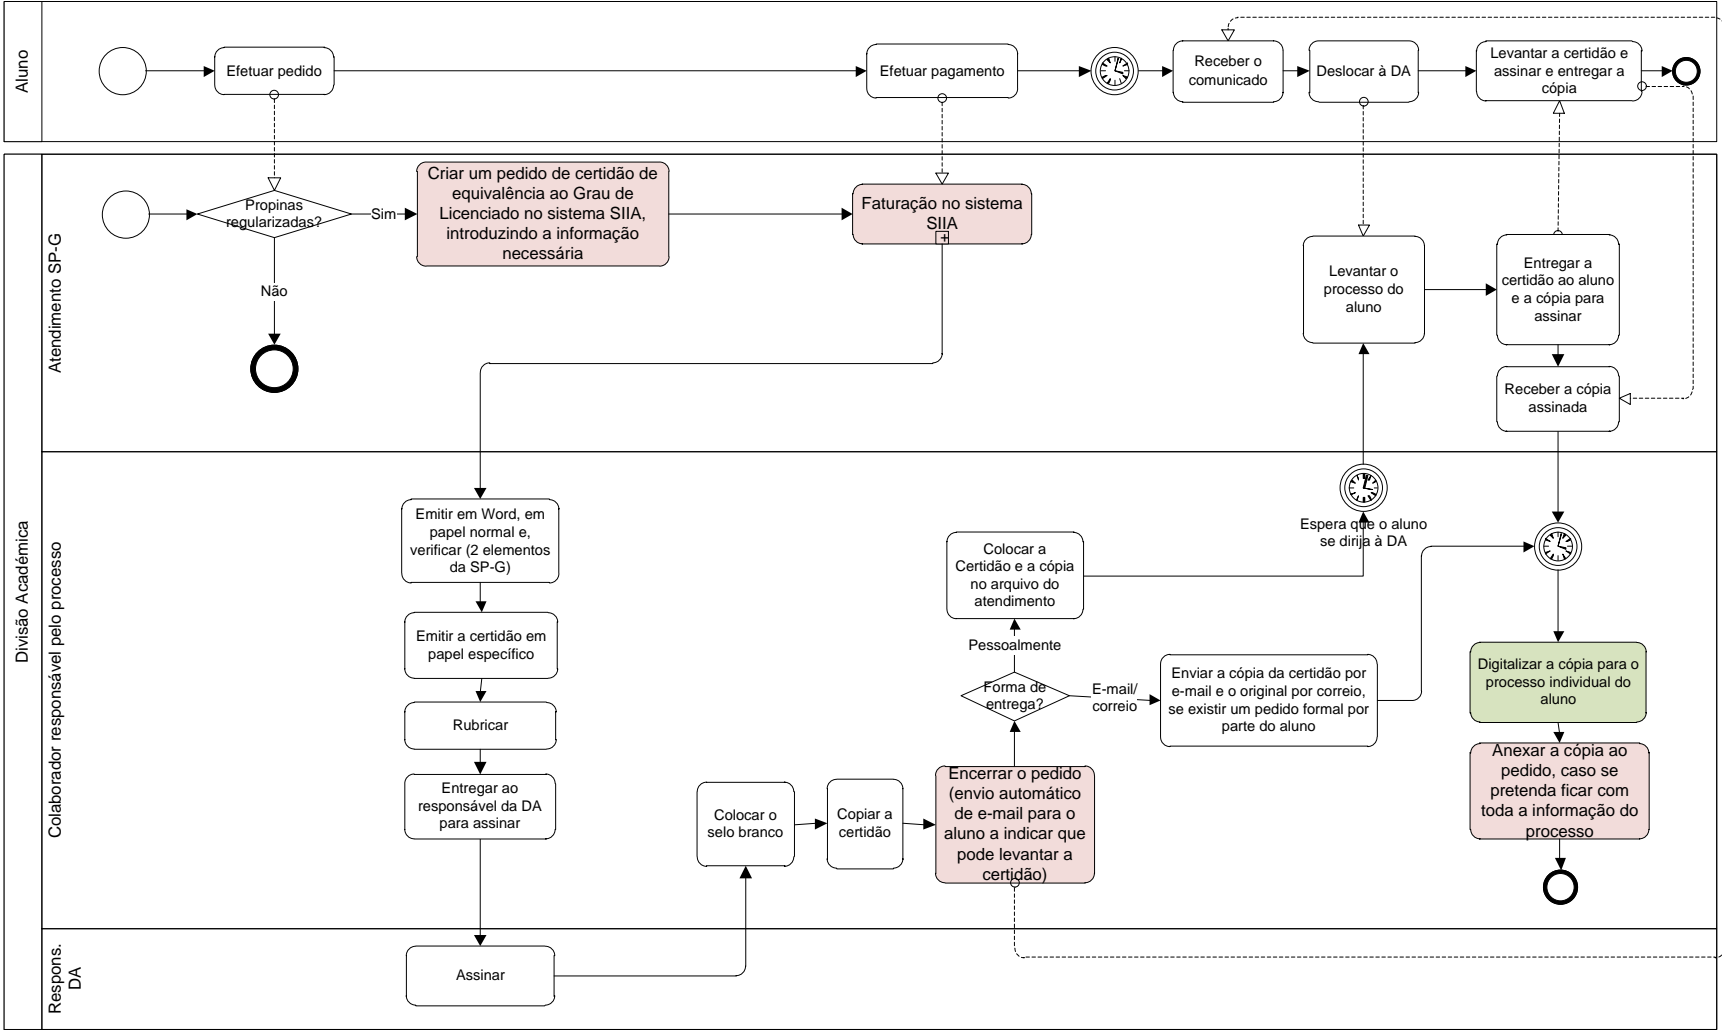 Aluno
Efetuar pedido
Efetuar pagamento
Receber o
comunicado
Deslocar à DA
Levantar a certidão e
assinar e entregar a
cópia
Divisão Académica
Atendimento SP-G
Propinas
regularizadas?
Sim
Não
Criar um pedido de certidão de
equivalência ao Grau de
Licenciado no sistema SIIA,
introduzindo a informação
necessária
Faturação no sistema
SIIA
Levantar o
processo do
aluno
Entregar a
certidão ao aluno
e a cópia para
assinar
Receber a cópia
assinada
Colaborador responsável pelo processo
Emitir em Word, em
papel normal e,
verificar (2 elementos
da SP-G)
Emitir a certidão em
papel específico
Rubricar
Entregar ao
responsável da DA
para assinar
Colocar o
selo branco
Copiar a
certidão
Encerrar o pedido
(envio automático
de e-mail para o
aluno a indicar que
pode levantar a
certidão)
Forma de
entrega?
Pessoalmente
E-mail/
correio
Colocar a
Certidão e a cópia
no arquivo do
atendimento
Espera que o aluno
se dirija à DA
Enviar a cópia da certidão por
e-mail e o original por correio,
se existir um pedido formal por
parte do aluno
Digitalizar a cópia para o
processo individual do
aluno
Anexar a cópia ao
pedido, caso se
pretenda ficar com
toda a informação do
processo
Respons.
DA
Assinar